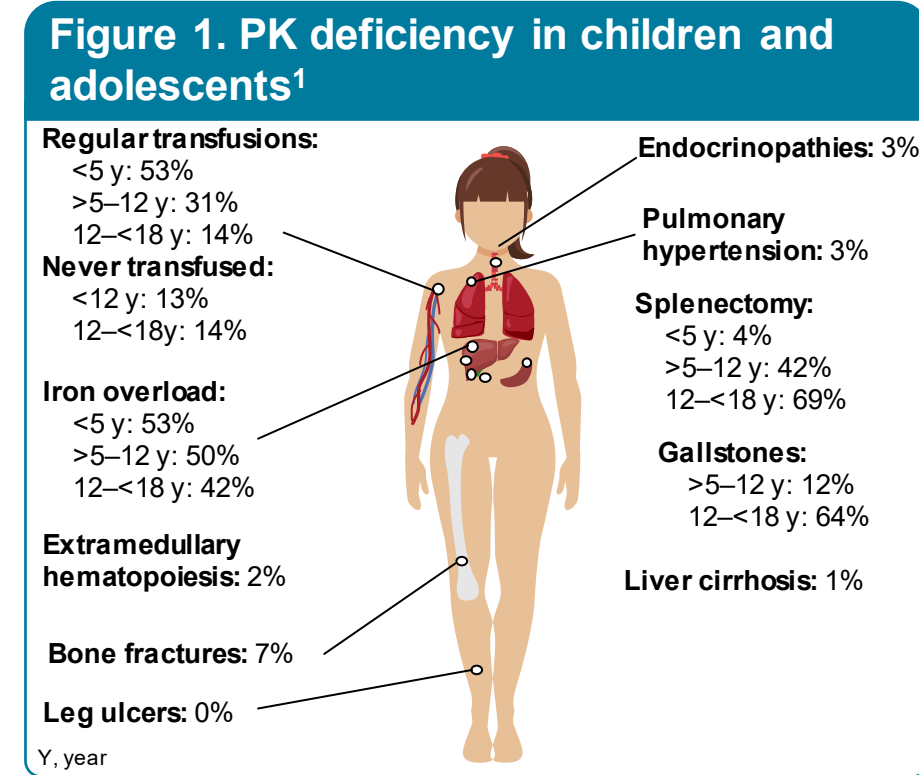 Figure 1. PK deficiency in children and
adolescents¹
Regular transfusions:
<5 y: 53%
>5–12 y: 31%
12–<18 y: 14%
Never transfused:
<12 y: 13%
12–<18y: 14%
Iron overload:
<5 y: 53%
>5–12 y: 50%
12–<18 y: 42%
Extramedullary
hematopoiesis: 2%
Bone fractures: 7%
Leg ulcers: 0%
Y, year
Endocrinopathies: 3%
Pulmonary
hypertension: 3%
Splenectomy:
<5 y: 4%
>5–12 y: 42%
12–<18 y: 69%
Gallstones:
>5–12 y: 12%
12–<18 y: 64%
Liver cirrhosis: 1%